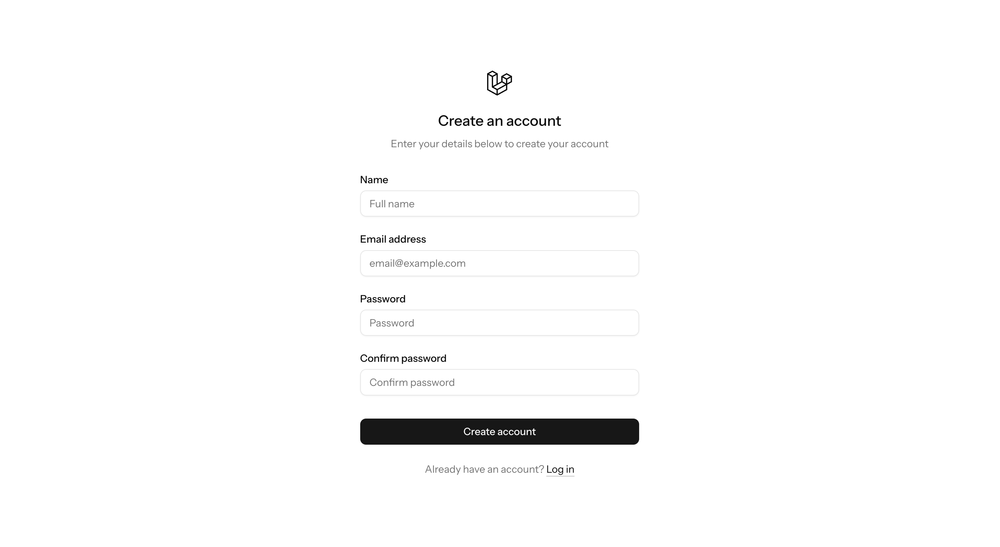 Create an account
Enter your details below to create your account
Name
Full name
Email address
email@example.com
Password
Password
Confirm password
Confirm password
Create account
Already have an account? Log in